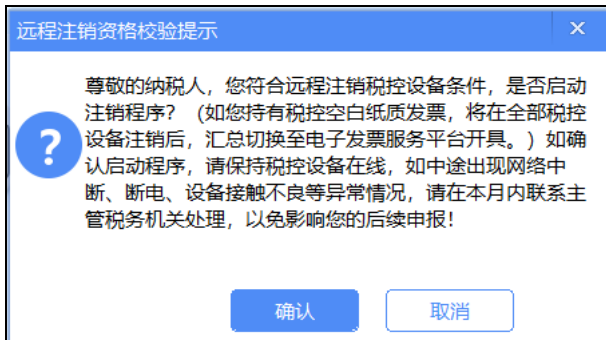 远程注销资格校验提示
尊敬的纳税人，您符合远程注销税控设备条件，是否启动
注销程序？（如您持有税控空白纸质发票，将在全部税控
设备注销后，汇总切换至电子发票服务平台开具。）如确
认启动程序，请保持税控设备在线，如中途出现网络中
断、断电、设备接触不良等异常情况，请在本月内联系主
管税务机关处理，以免影响您的后续申报！
确认
取消